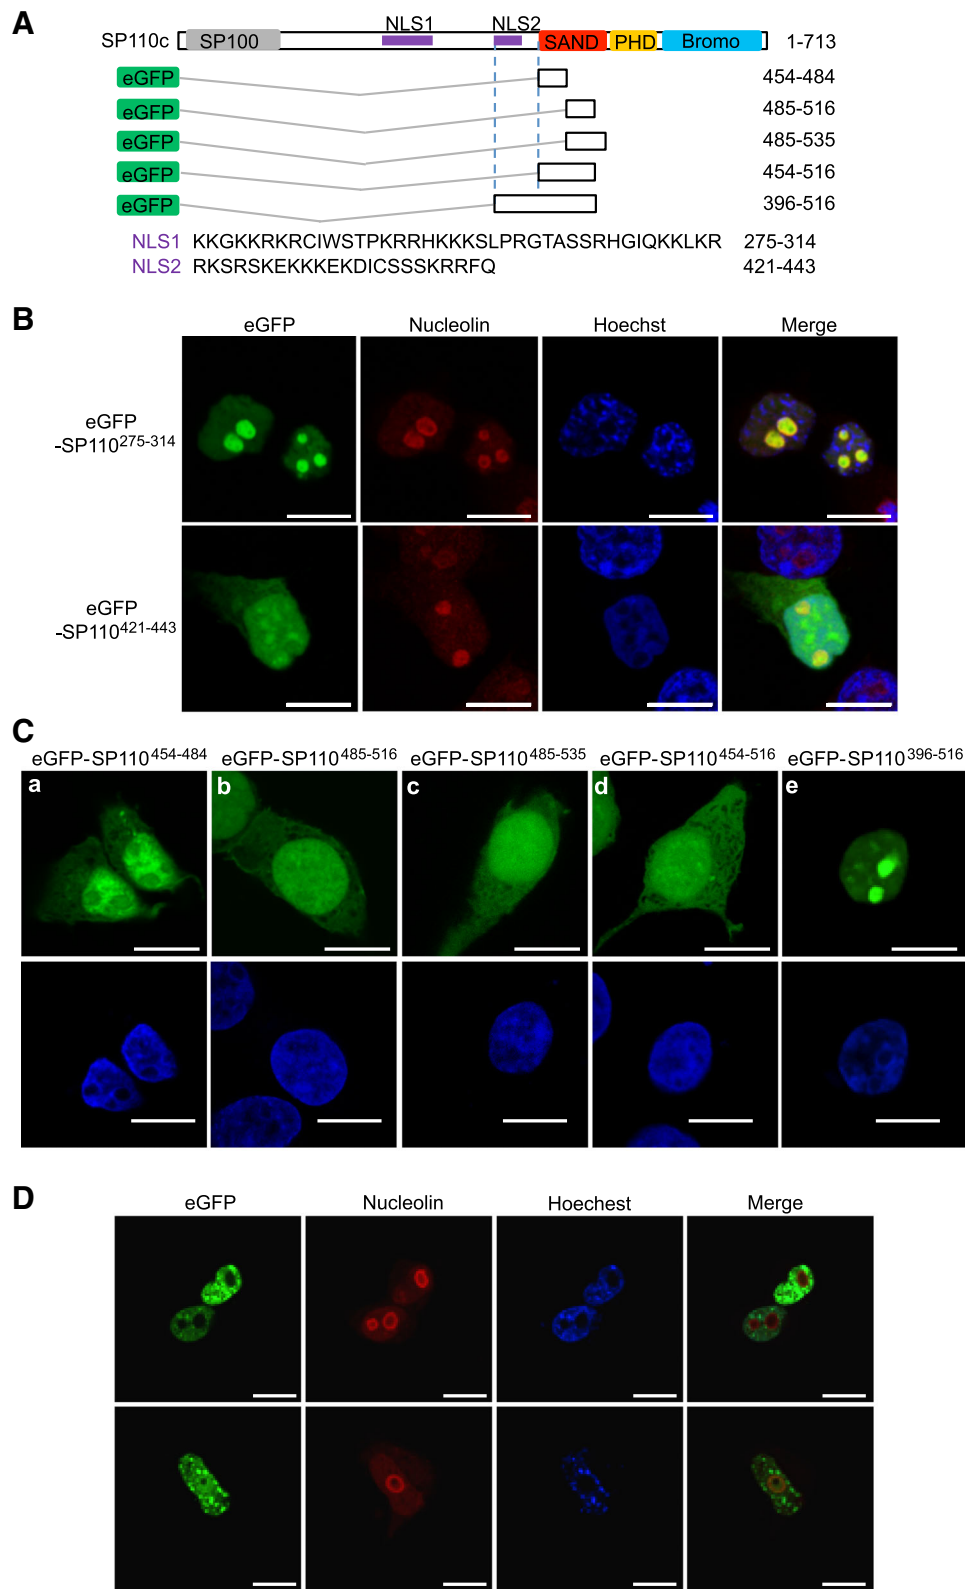 A
NLS1 NLS2
SP110c SP100 SAND PHD Bromo 1-713
eGFP 454-484
eGFP 485-516
eGFP 485-535
eGFP 454-516
eGFP 396-516
NLS1 KKGKKRKRCIWSTPKRRHKKKSLPRGTASSRHGIQKKLKR 275-314
NLS2 RKSRSKEKKKEKDICSSSKRRFQ 421-443
B
eGFP Nucleolin Hoechst Merge
eGFP
-SP110275-314
eGFP
-SP110421-443
C
eGFP-SP110454-484 eGFP-SP110485-516 eGFP-SP110485-535 eGFP-SP110454-516 eGFP-SP110396-516
a b c d e
D
eGFP Nucleolin Hoechest Merge